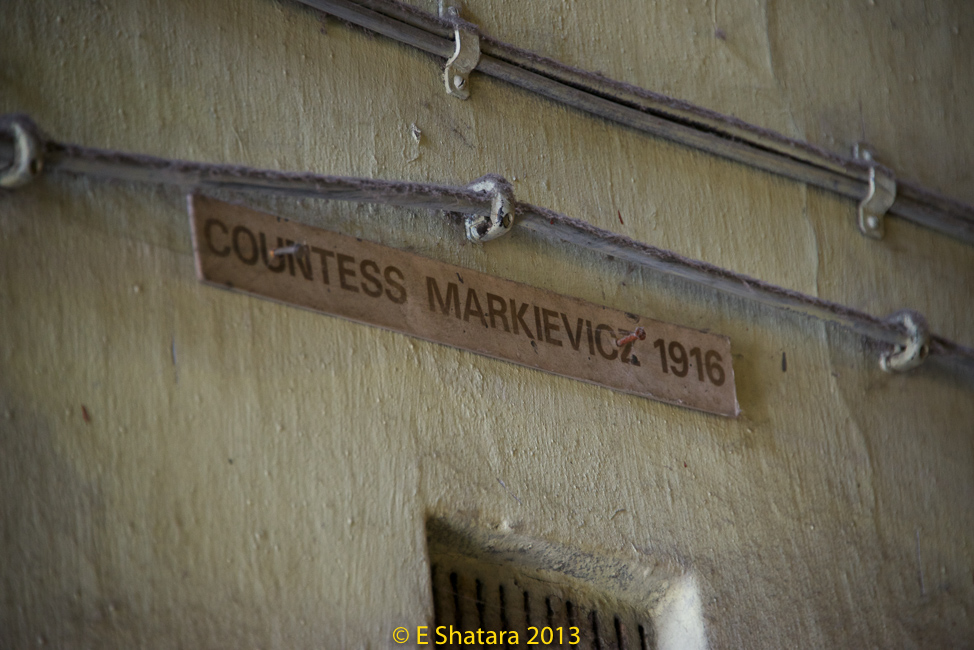 COUNTESS MARKIEVICZ 1916
© E Shatara 2013